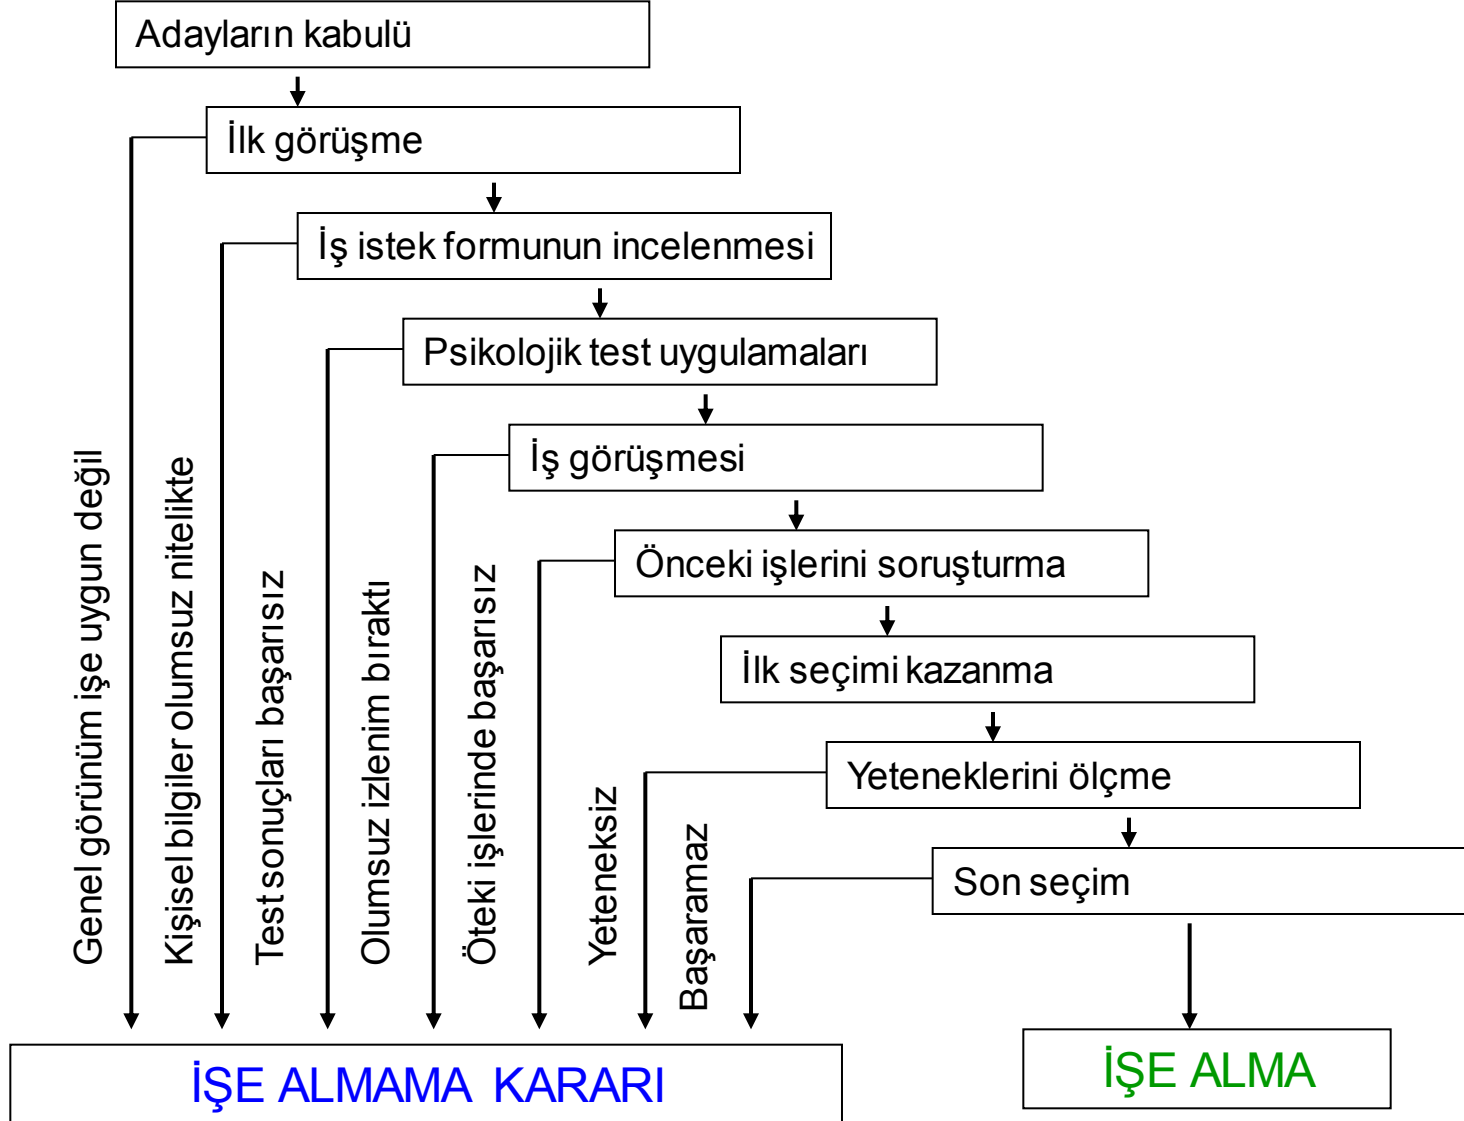 Adayların kabulü
İlk görüşme
İş istek formunun incelenmesi
Psikolojik test uygulamaları
İş görüşmesi
Önceki işlerini soruşturma
İlk seçimi kazanma
Yeteneklerini ölçme
Son seçim
Genel görünüm işe uygun değil
Kişisel bilgiler olumsuz nitelikte
Test sonuçları başarısız
Olumsuz izlenim bıraktı
Öteki işlerinde başarısız
Yeteneksiz
Başaramaz
İŞE ALMAMA KARARI
İŞE ALMA